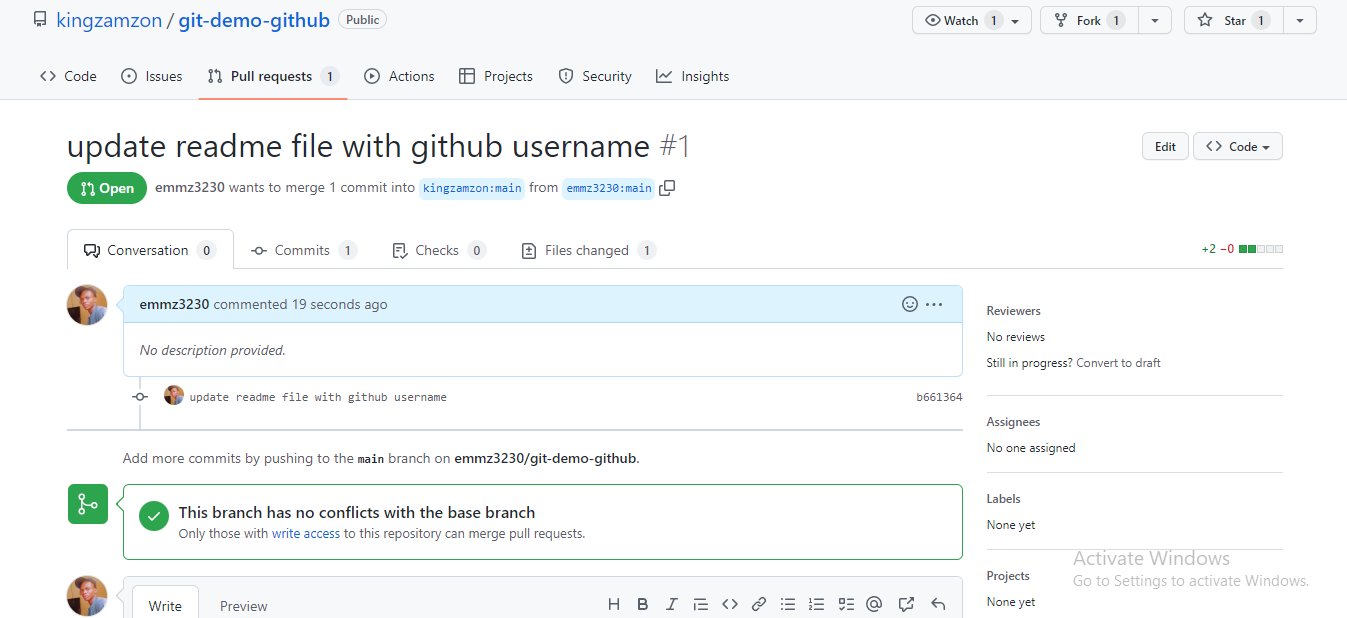 kingzamzon / git-demo-github Public
Watch 1 Fork 1 Star 1
Code Issues Pull requests 1 Actions Projects Security Insights
update readme file with github username #1
Edit Code
Open emmz3230 wants to merge 1 commit into kingzamzon:main from emmz3230:main
Conversation 0 Commits 1 Checks 0 Files changed 1
+2 −0
emmz3230 commented 19 seconds ago
No description provided.
update readme file with github username b661364
Add more commits by pushing to the main branch on emmz3230/git-demo-github.
This branch has no conflicts with the base branch
Only those with write access to this repository can merge pull requests.
Write Preview
Reviewers
No reviews
Still in progress? Convert to draft
Assignees
No one assigned
Labels
None yet
Projects
None yet
Activate Windows
Go to Settings to activate Windows.